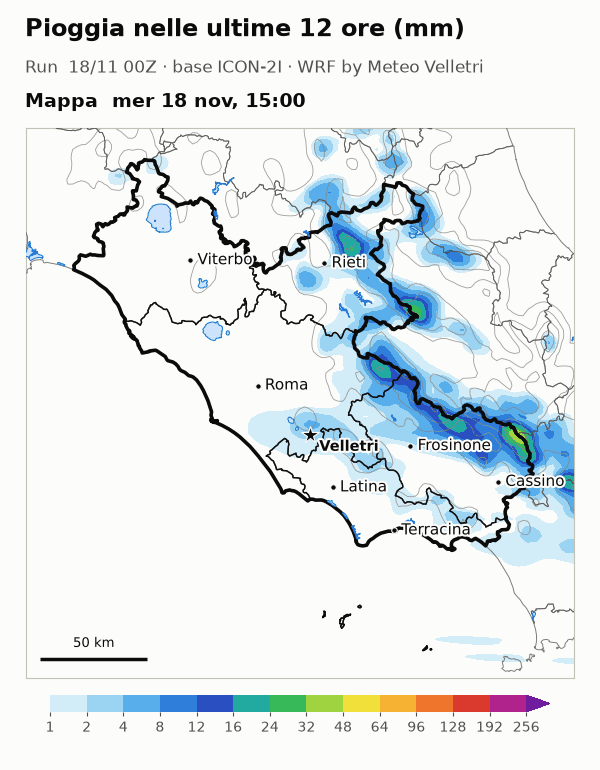 Pioggia nelle ultime 12 ore (mm)
Run  18/11 00Z · base ICON-2I · WRF by Meteo Velletri
Mappa  mer 18 nov, 15:00
Viterbo
Rieti
Roma
Velletri
Frosinone
Latina
Cassino
Terracina
50 km
1 2 4 8 12 16 24 32 48 64 96 128 192 256